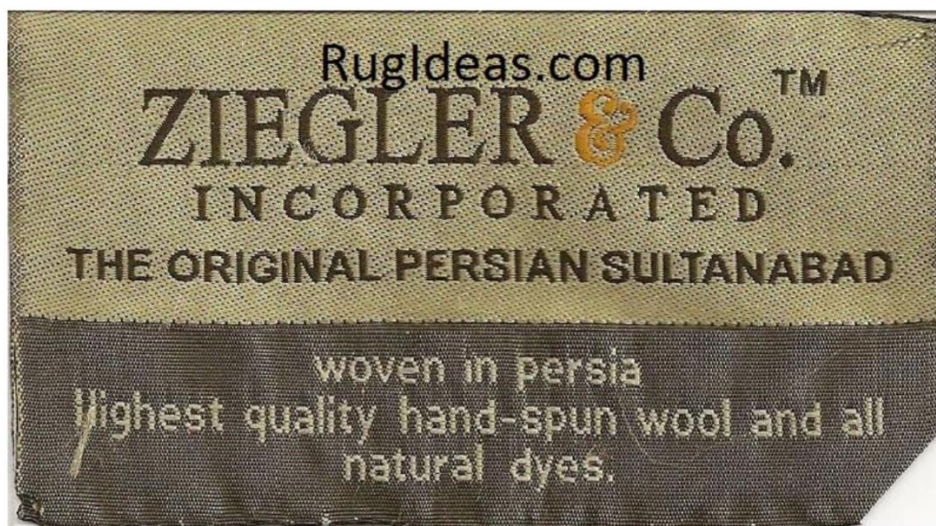 RugIdeas.com
ZIEGLER & Co.™
INCORPORATED
THE ORIGINAL PERSIAN SULTANABAD
woven in persia
Highest quality hand-spun wool and all
natural dyes.